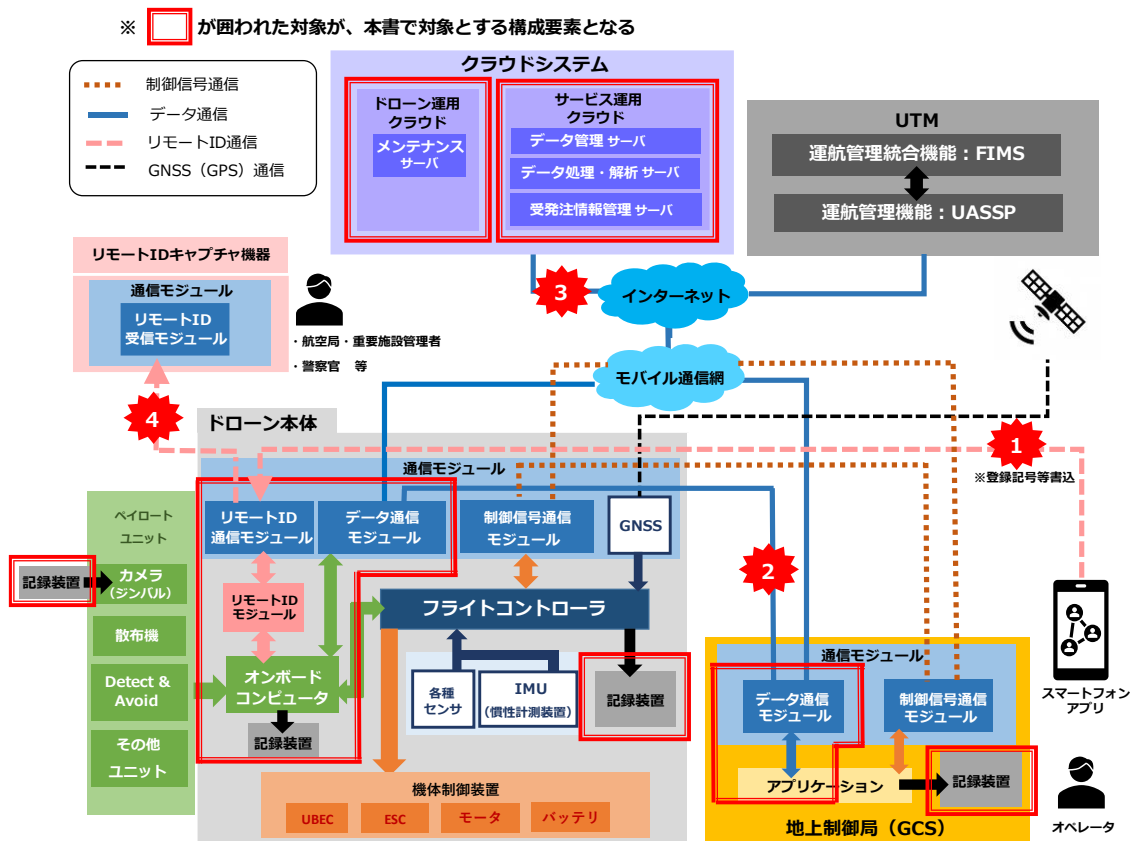 ※ が囲われた対象が、本書で対象とする構成要素となる
制御信号通信
データ通信
リモートID通信
GNSS（GPS）通信
クラウドシステム
ドローン運用
クラウド
メンテナンス
サーバ
サービス運用
クラウド
データ管理 サーバ
データ処理・解析 サーバ
受発注情報管理 サーバ
UTM
運航管理統合機能：FIMS
運航管理機能：UASSP
リモートIDキャプチャ機器
通信モジュール
リモートID
受信モジュール
・航空局・重要施設管理者
・警察官　等
3
インターネット
モバイル通信網
4
1
※登録記号等書込
ドローン本体
通信モジュール
リモートID
通信モジュール
データ通信
モジュール
制御信号通信
モジュール
GNSS
2
ペイロート
ユニット
記録装置
カメラ
（ジンバル）
散布機
Detect &
Avoid
その他
ユニット
リモートID
モジュール
フライトコントローラ
オンボード
コンピュータ
記録装置
各種
センサ
IMU
（慣性計測装置）
記録装置
機体制御装置
UBEC
ESC
モータ
バッテリ
通信モジュール
データ通信
モジュール
制御信号通信
モジュール
アプリケーション
記録装置
地上制御局（GCS）
スマートフォン
アプリ
オペレータ